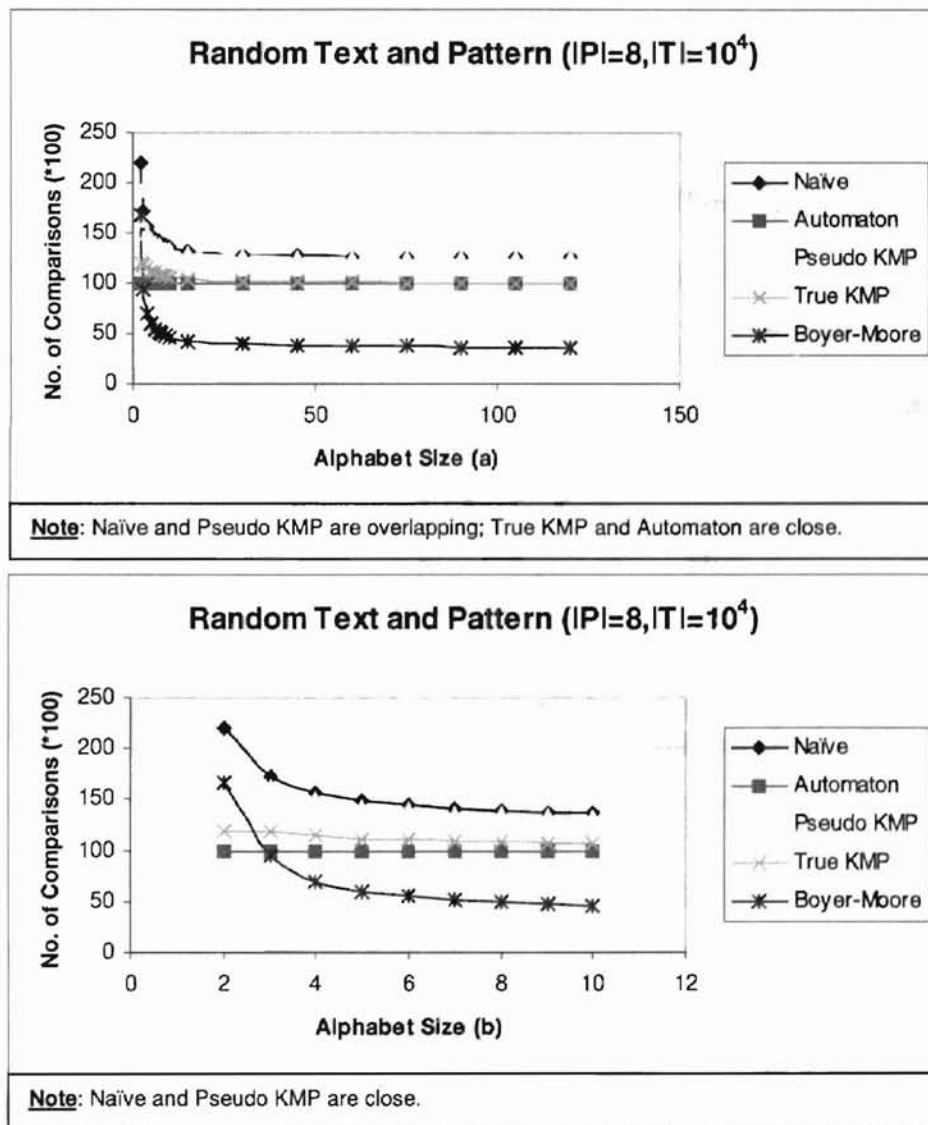 Random Text and Pattern (|P|=8,|T|=10⁴)
No. of Comparisons (*100)
250
200
150
100
50
0
0 50 100 150
Alphabet Size (a)
Naïve
Automaton
Pseudo KMP
True KMP
Boyer-Moore
Note: Naïve and Pseudo KMP are overlapping; True KMP and Automaton are close.
Random Text and Pattern (|P|=8,|T|=10⁴)
No. of Comparisons (*100)
250
200
150
100
50
0
0 2 4 6 8 10 12
Alphabet Size (b)
Naïve
Automaton
Pseudo KMP
True KMP
Boyer-Moore
Note: Naïve and Pseudo KMP are close.